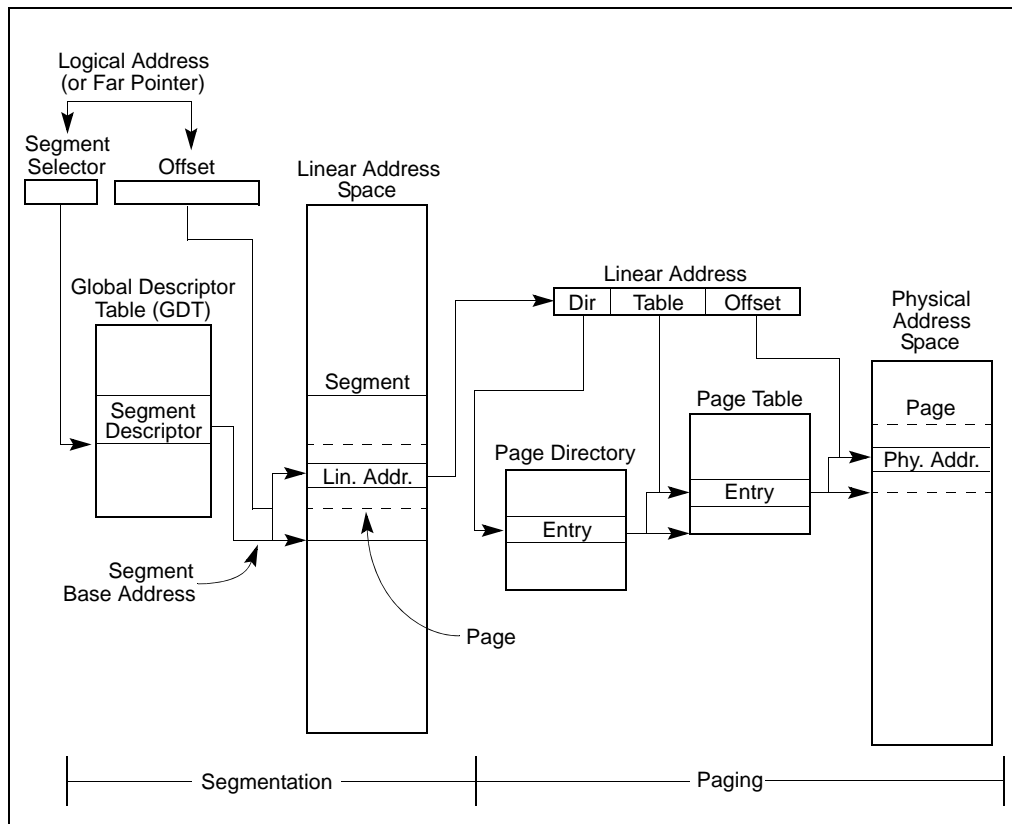 Logical Address
(or Far Pointer)
Segment
Selector
Offset
Linear Address
Space
Global Descriptor
Table (GDT)
Segment
Descriptor
Segment
Lin. Addr.
Segment
Base Address
Page
Linear Address
Dir
Table
Offset
Physical
Address
Space
Page Table
Page Directory
Entry
Entry
Page
Phy. Addr.
Segmentation
Paging